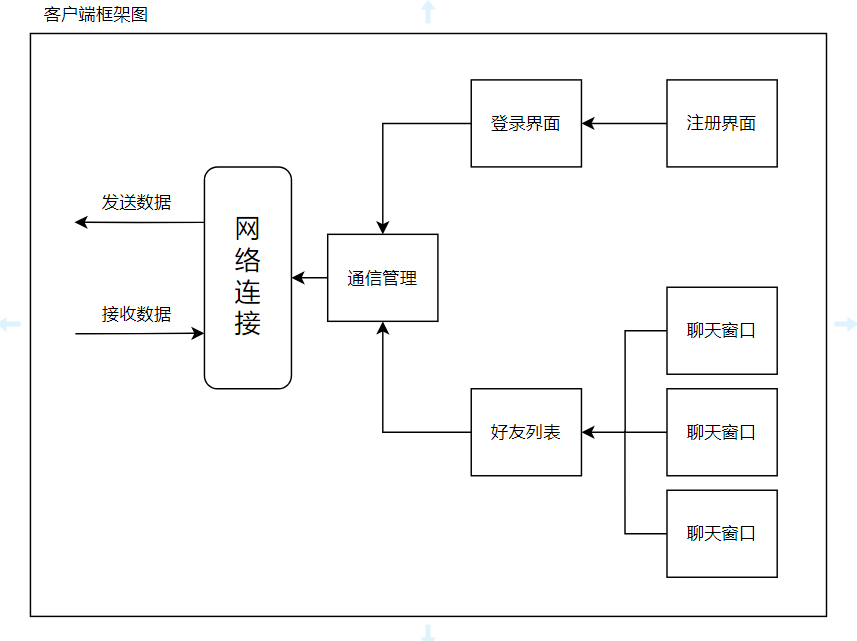 客户端框架图
登录界面
注册界面
发送数据
网
络
连
接
通信管理
接收数据
聊天窗口
好友列表
聊天窗口
聊天窗口